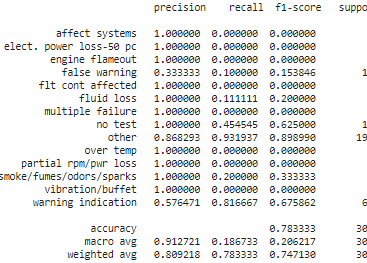 precision recall f1-score suppo
affect systems 1.000000 0.000000 0.000000
elect. power loss-50 pc 1.000000 0.000000 0.000000
engine flameout 1.000000 0.000000 0.000000
false warning 0.333333 0.100000 0.153846 1
flt cont affected 1.000000 0.000000 0.000000
fluid loss 1.000000 0.111111 0.200000
multiple failure 1.000000 0.000000 0.000000
no test 1.000000 0.454545 0.625000 1
other 0.868293 0.931937 0.898990 19
over temp 1.000000 0.000000 0.000000
partial rpm/pwr loss 1.000000 0.000000 0.000000
smoke/fumes/odors/sparks 1.000000 0.200000 0.333333
vibration/buffet 1.000000 0.000000 0.000000
warning indication 0.576471 0.816667 0.675862 6
accuracy 0.783333 30
macro avg 0.912721 0.186733 0.206217 30
weighted avg 0.809218 0.783333 0.747130 30